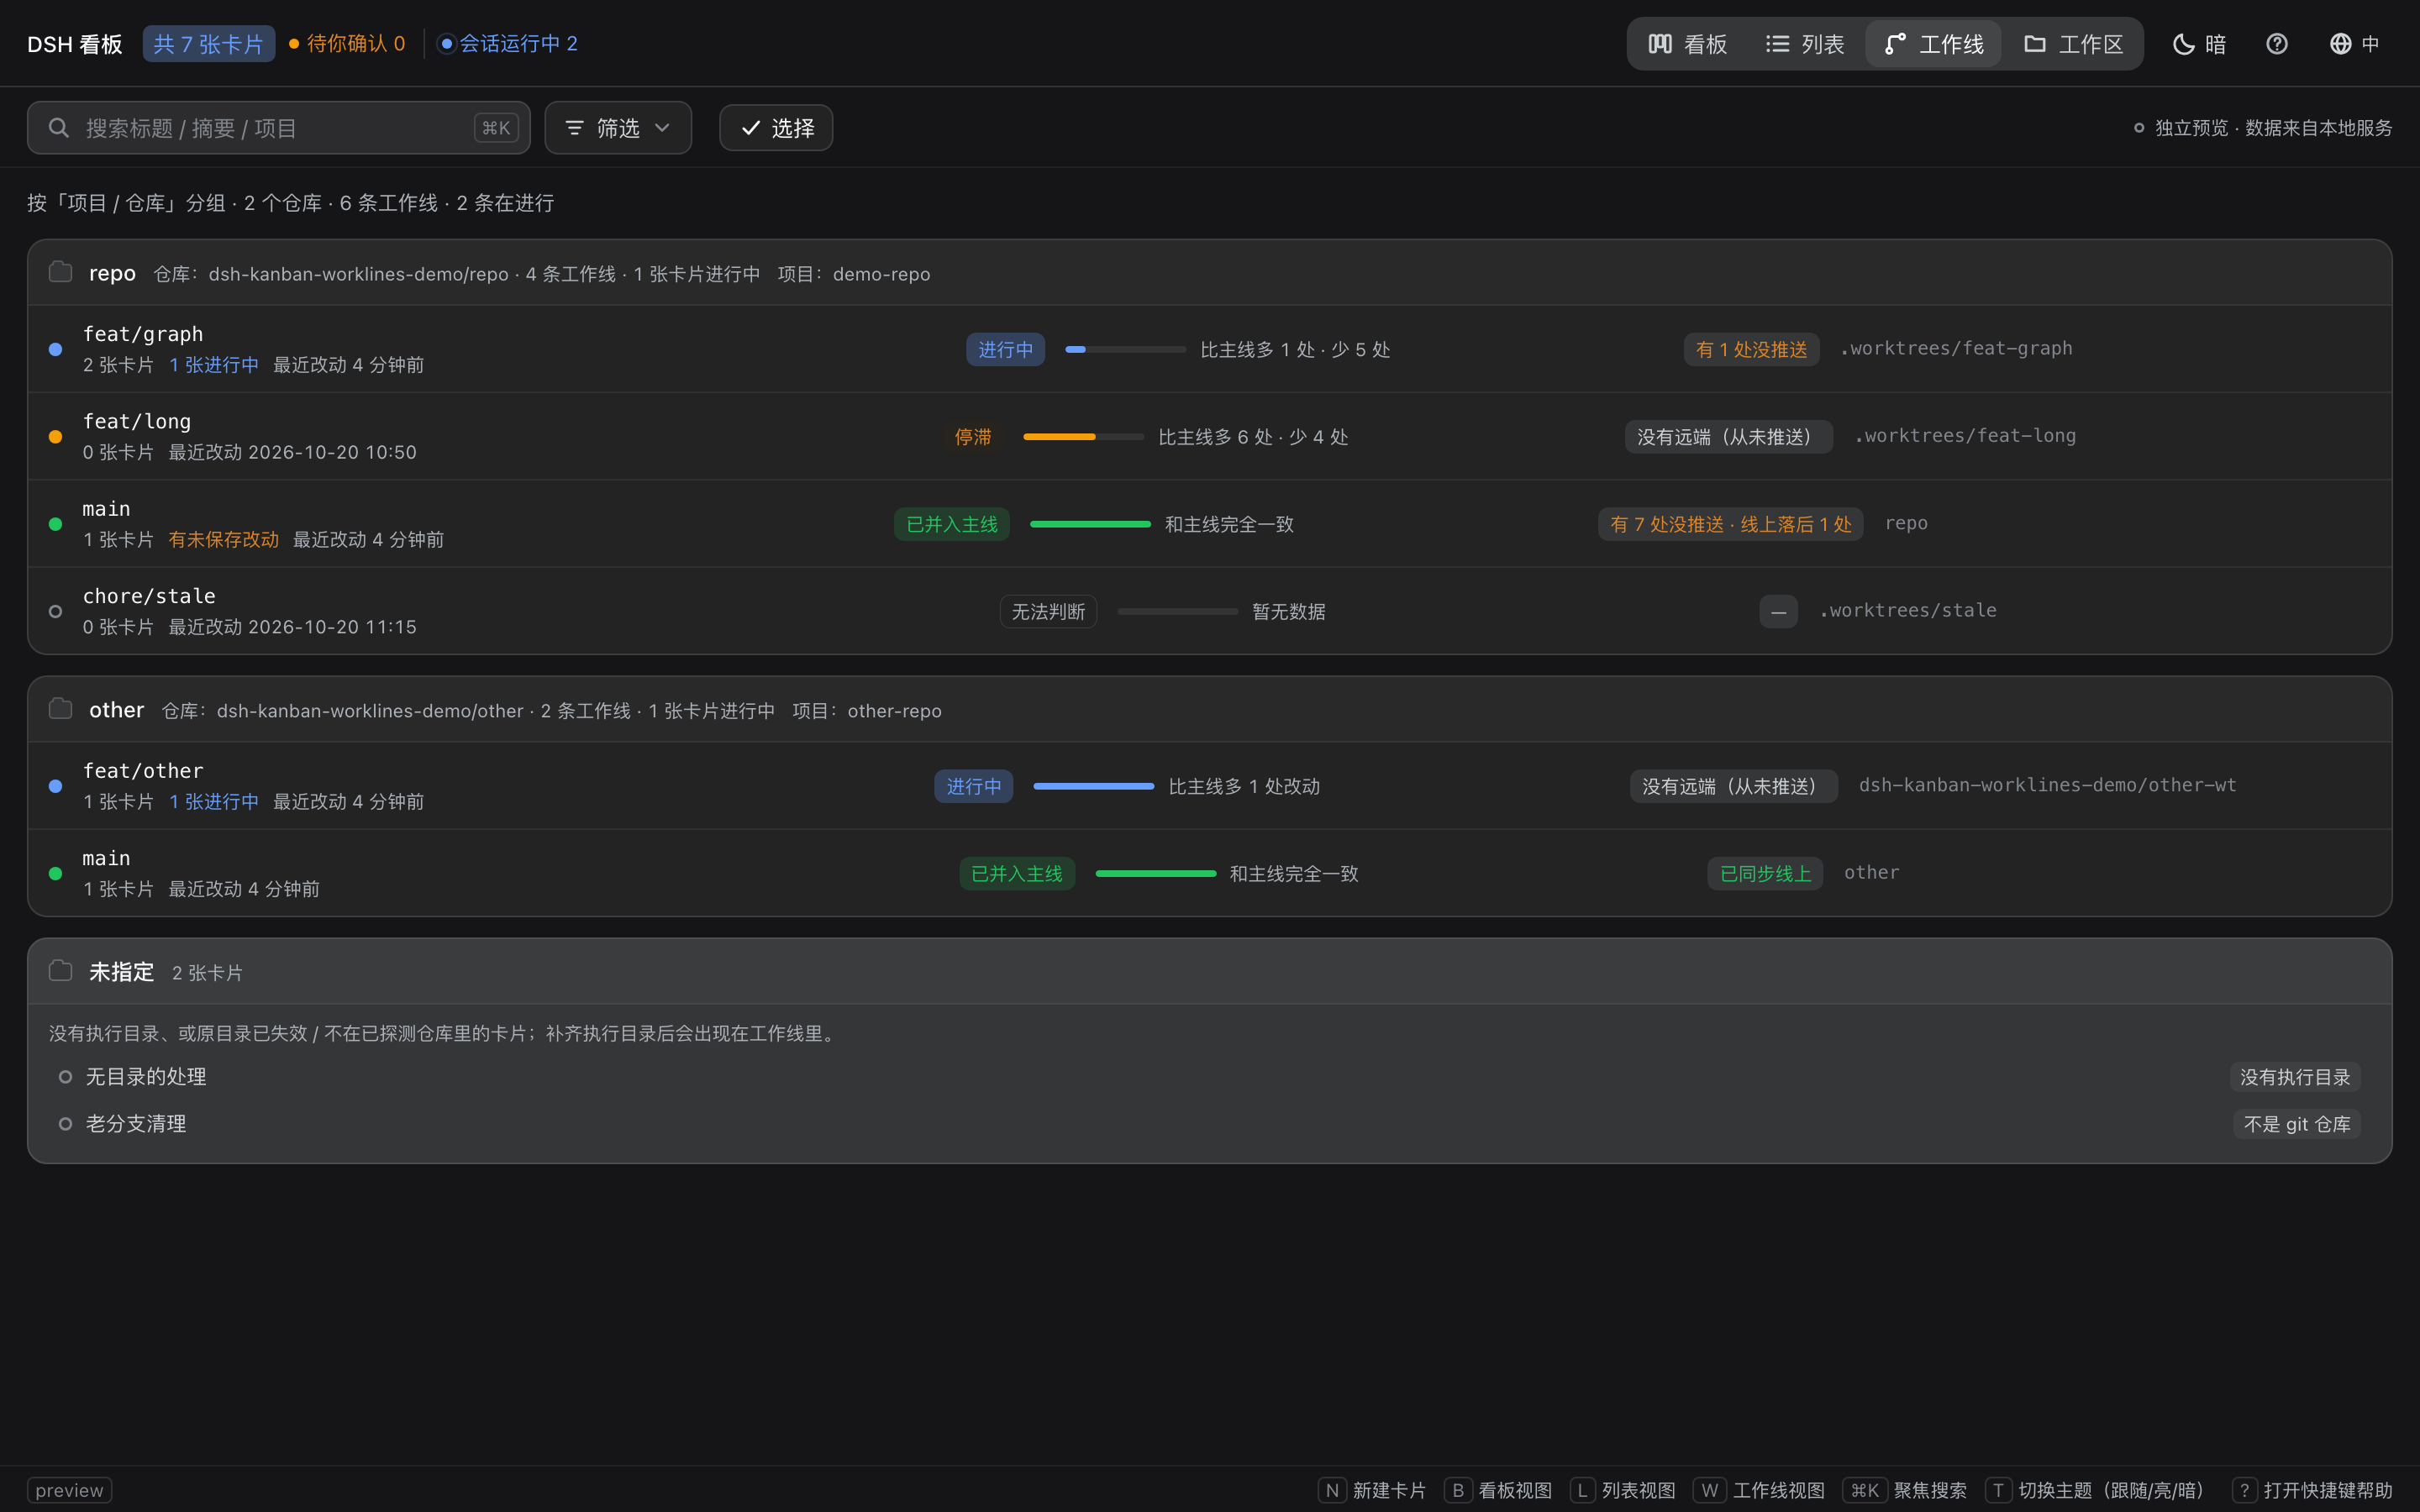 DSH 看板 共 7 张卡片 待你确认 0 会话运行中 2 看板 列表 工作线 工作区 暗 中
搜索标题 / 摘要 / 项目 ⌘K 筛选 选择 独立预览 · 数据来自本地服务
按「项目 / 仓库」分组 · 2 个仓库 · 6 条工作线 · 2 条在进行
repo 仓库：dsh-kanban-worklines-demo/repo · 4 条工作线 · 1 张卡片进行中 项目：demo-repo
feat/graph
2 张卡片 1 张进行中 最近改动 4 分钟前
进行中 比主线多 1 处 · 少 5 处 有 1 处没推送 .worktrees/feat-graph
feat/long
0 张卡片 最近改动 2026-10-20 10:50
停滞 比主线多 6 处 · 少 4 处 没有远端（从未推送） .worktrees/feat-long
main
1 张卡片 有未保存改动 最近改动 4 分钟前
已并入主线 和主线完全一致 有 7 处没推送 · 线上落后 1 处 repo
chore/stale
0 张卡片 最近改动 2026-10-20 11:15
无法判断 暂无数据 — .worktrees/stale
other 仓库：dsh-kanban-worklines-demo/other · 2 条工作线 · 1 张卡片进行中 项目：other-repo
feat/other
1 张卡片 1 张进行中 最近改动 4 分钟前
进行中 比主线多 1 处改动 没有远端（从未推送） dsh-kanban-worklines-demo/other-wt
main
1 张卡片 最近改动 4 分钟前
已并入主线 和主线完全一致 已同步线上 other
未指定 2 张卡片
没有执行目录、或原目录已失效 / 不在已探测仓库里的卡片；补齐执行目录后会出现在工作线里。
无目录的处理 没有执行目录
老分支清理 不是 git 仓库
preview N 新建卡片 B 看板视图 L 列表视图 W 工作线视图 ⌘K 聚焦搜索 T 切换主题（跟随/亮/暗） ? 打开快捷键帮助